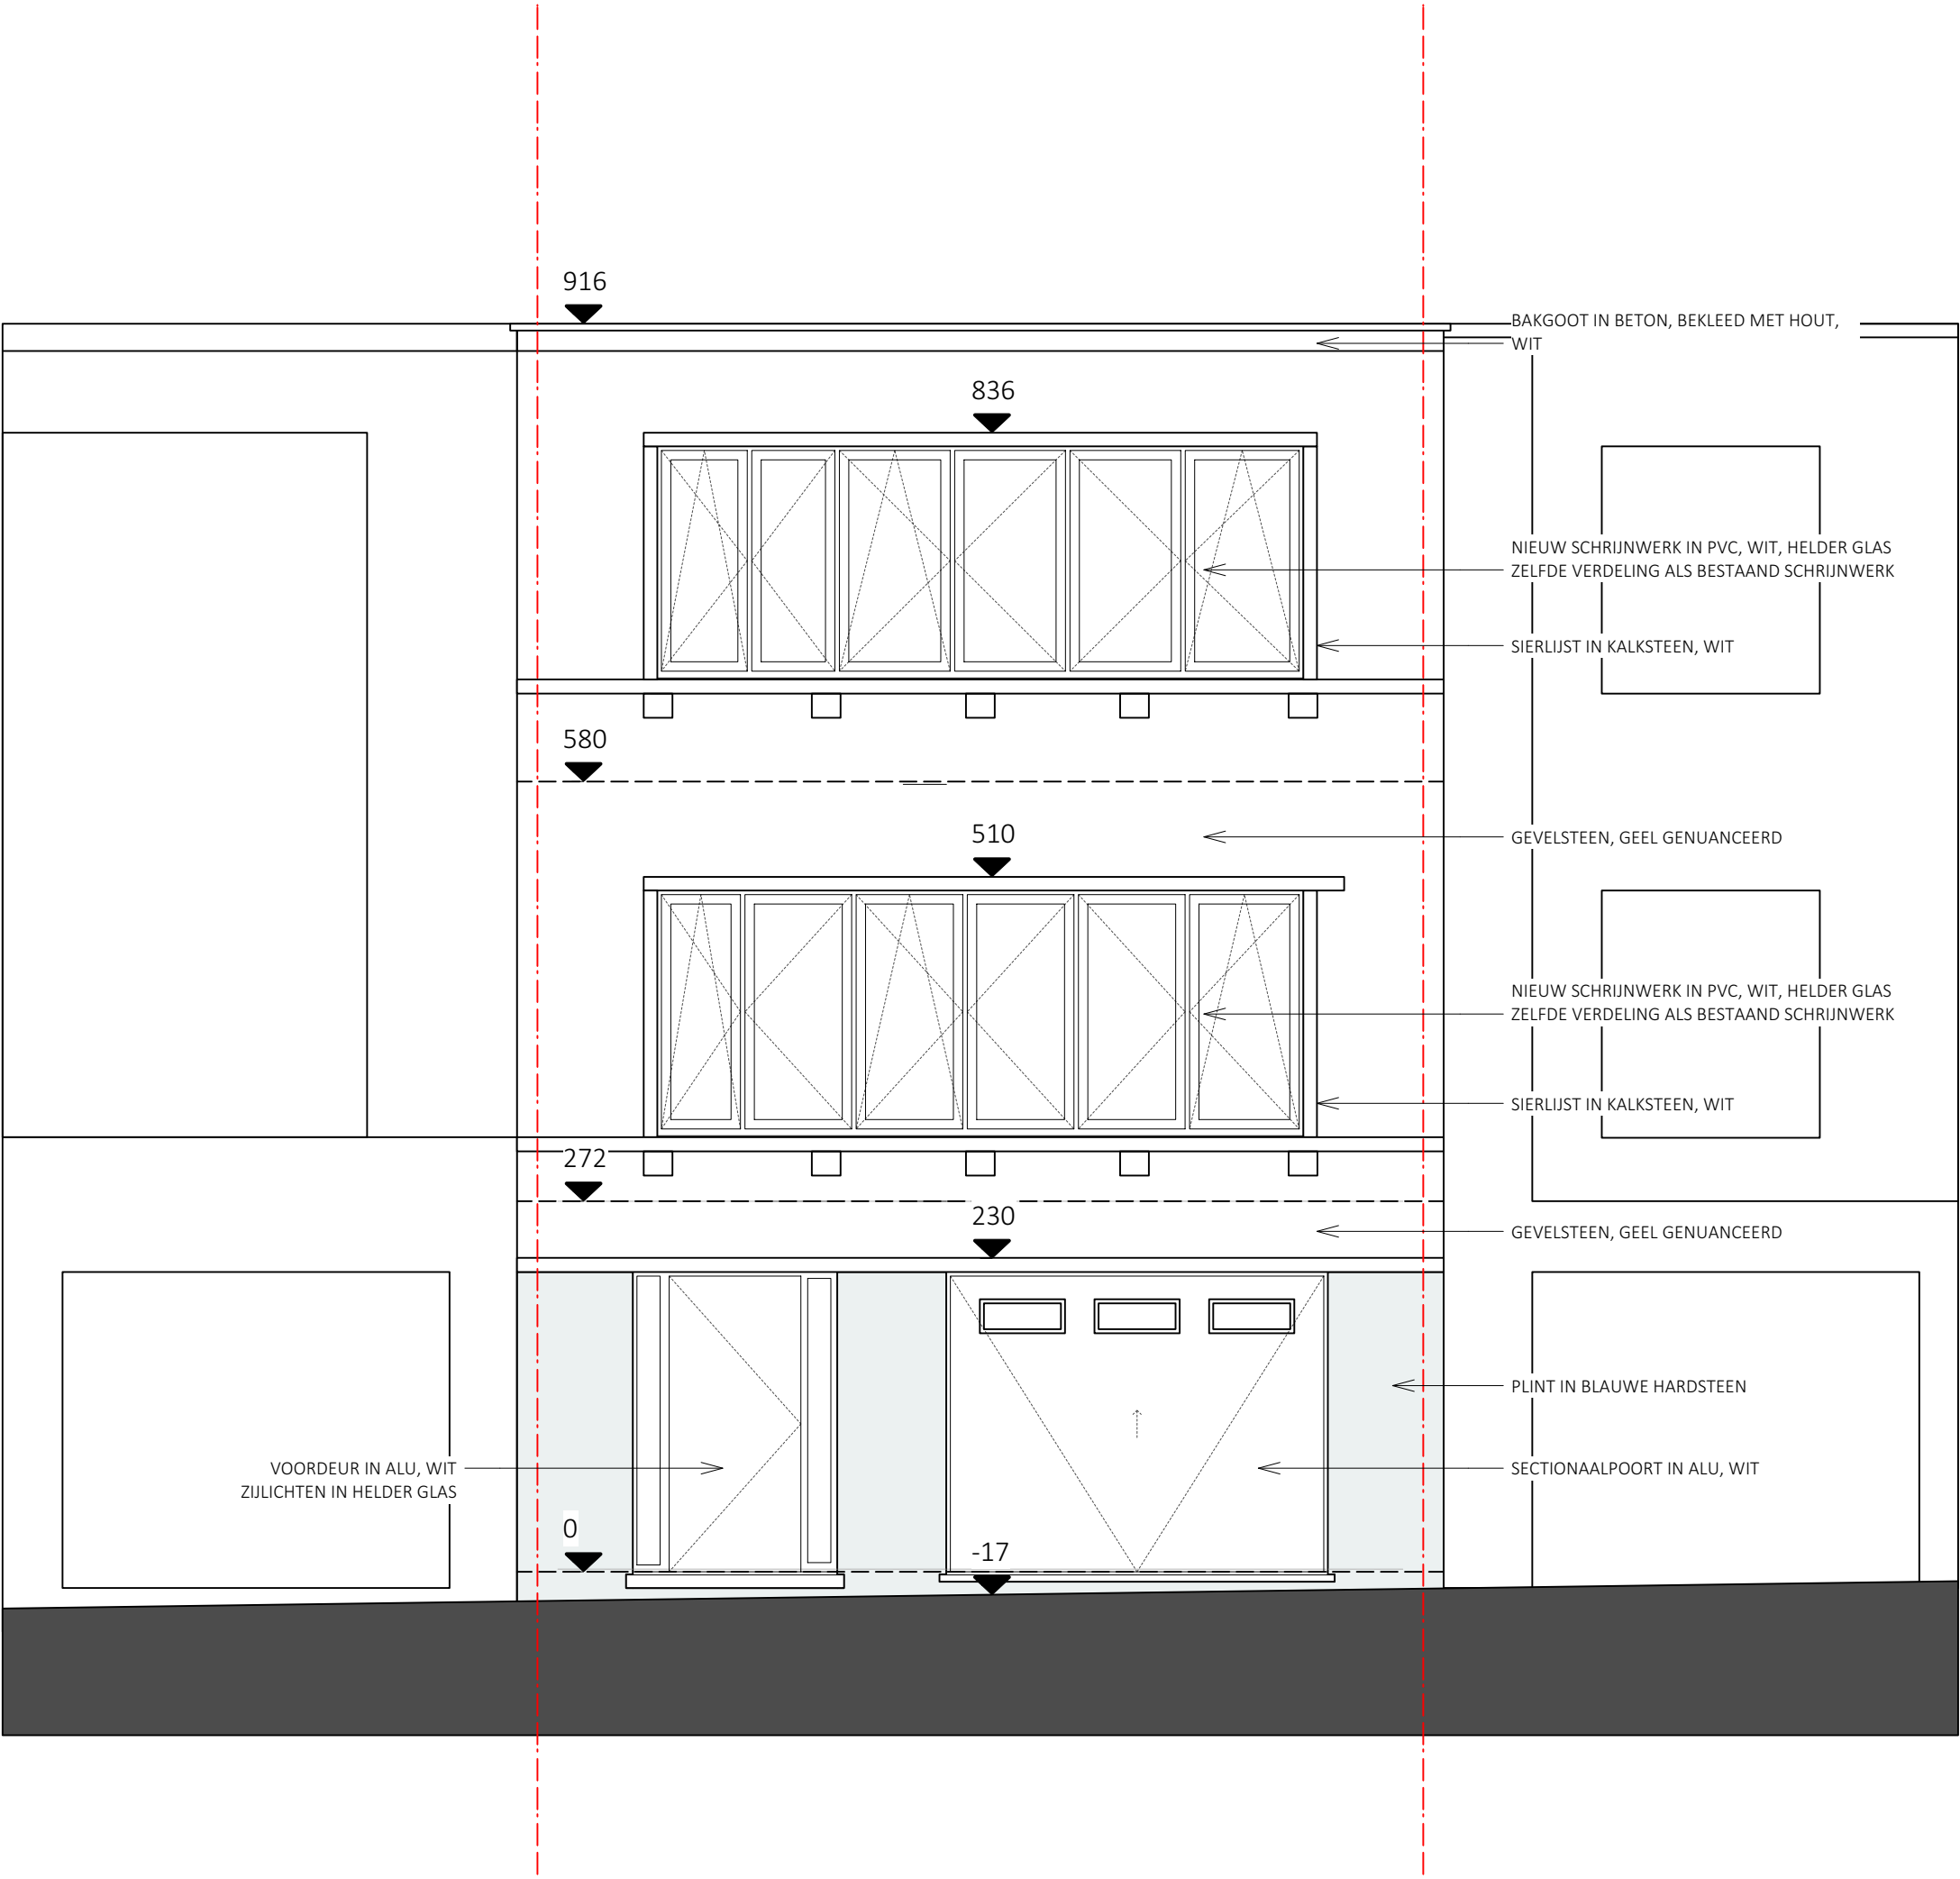 916
BAKGOOT IN BETON, BEKLEED MET HOUT,
WIT
836
NIEUW SCHRIJNWERK IN PVC, WIT, HELDER GLAS
ZELFDE VERDELING ALS BESTAAND SCHRIJNWERK
SIERLIJST IN KALKSTEEN, WIT
580
510
GEVELSTEEN, GEEL GENUANCEERD
NIEUW SCHRIJNWERK IN PVC, WIT, HELDER GLAS
ZELFDE VERDELING ALS BESTAAND SCHRIJNWERK
SIERLIJST IN KALKSTEEN, WIT
272
230
GEVELSTEEN, GEEL GENUANCEERD
PLINT IN BLAUWE HARDSTEEN
VOORDEUR IN ALU, WIT
ZIJLICHTEN IN HELDER GLAS
SECTIONAALPOORT IN ALU, WIT
0
-17